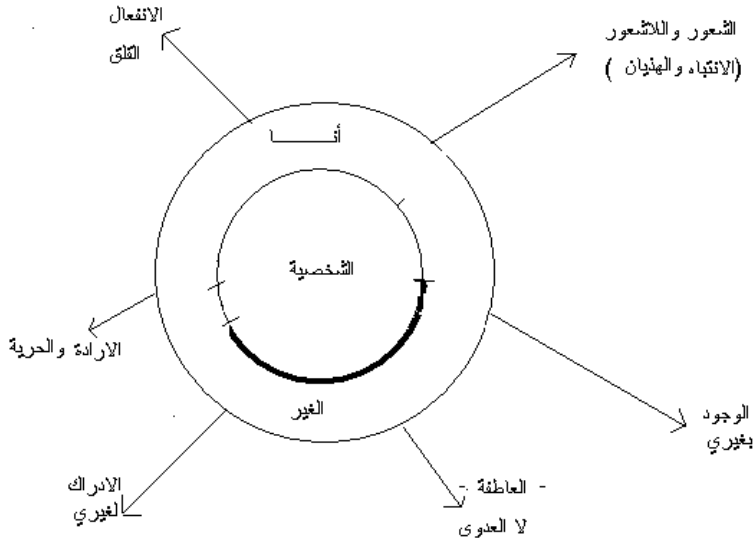 الانفعال
القلق
الشعور واللاشعور
(الانتباه والهذيان )
أنـــــا
الشخصية
الارادة والحرية
الغير
الوجود
بغيري
الادراك
لغيري
- العاطفة -
لا العدوى